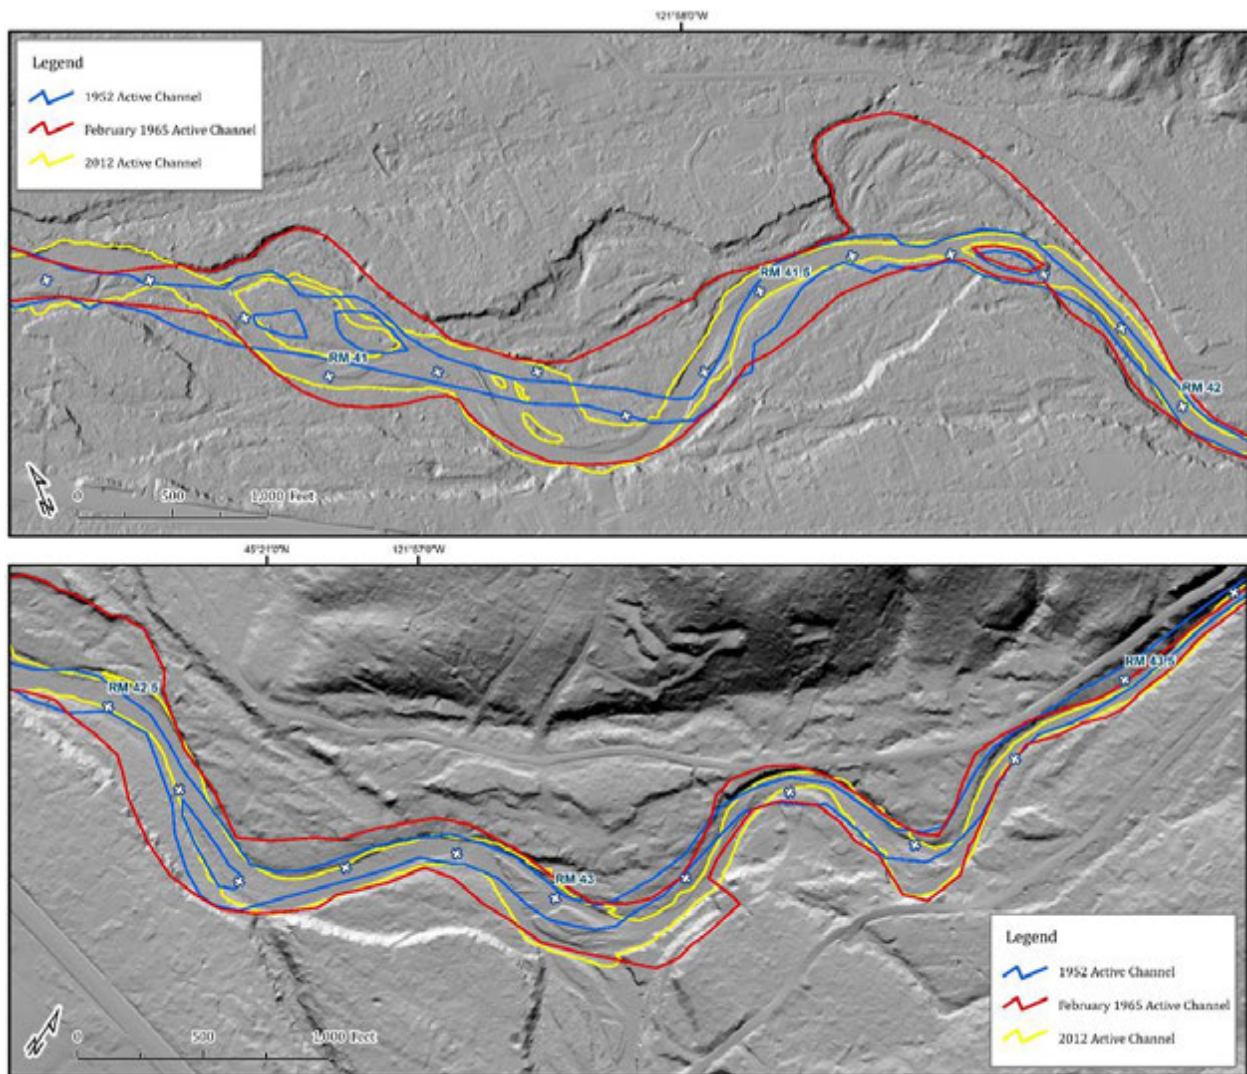 121°58'0"W
Legend
1952 Active Channel
February 1965 Active Channel
2012 Active Channel
RM 41.5
RM 41
RM 42
N
0 500 1,000 Feet
45°21'0"N 121°57'0"W
RM 43.5
RM 42.5
RM 43
Legend
1952 Active Channel
February 1965 Active Channel
2012 Active Channel
N
0 500 1,000 Feet